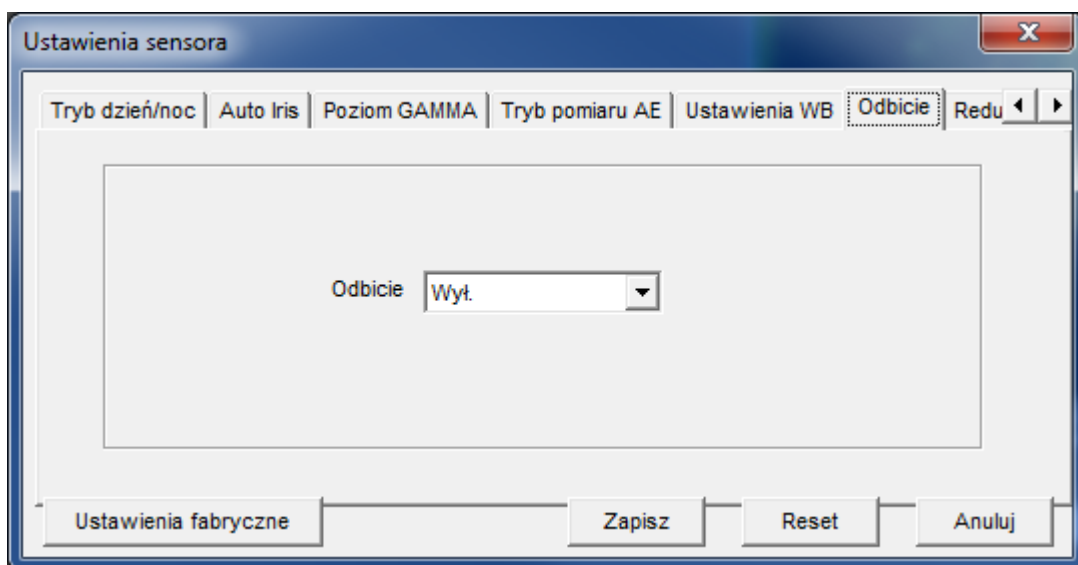 Ustawienia sensora
Tryb dzień/noc Auto Iris Poziom GAMMA Tryb pomiaru AE Ustawienia WB Odbicie Redu
Odbicie Wył.
Ustawienia fabryczne Zapisz Reset Anuluj